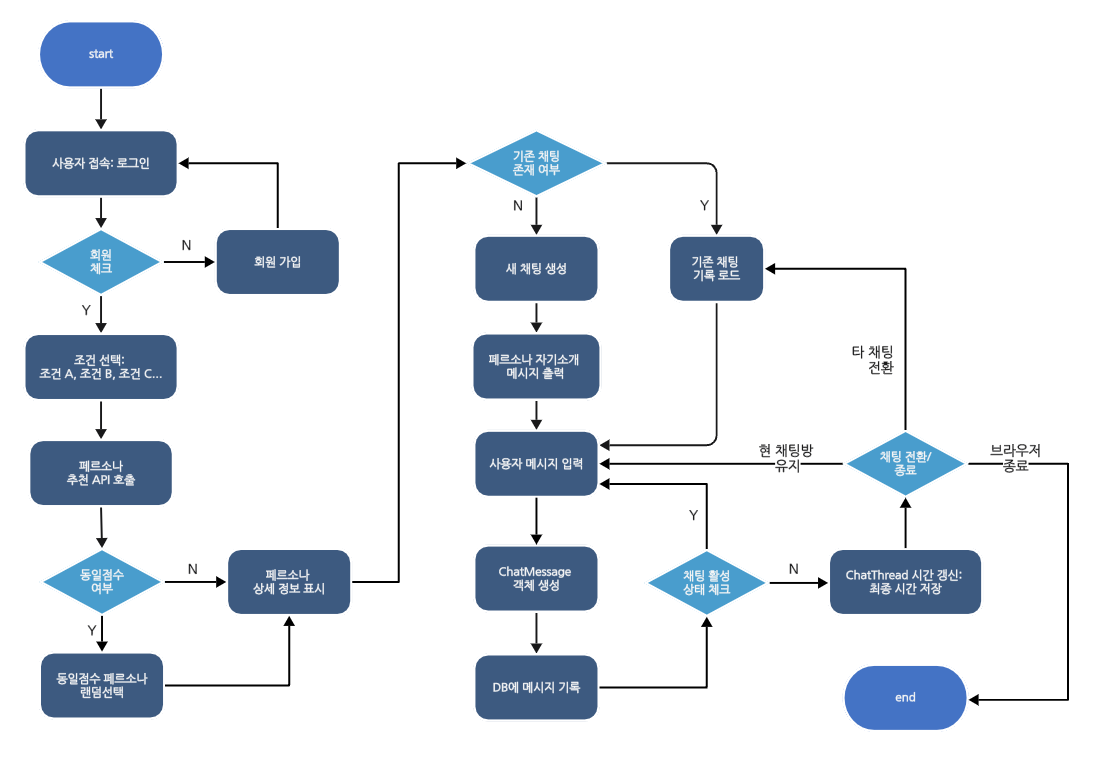 start
사용자 접속: 로그인
회원
체크
N
회원 가입
Y
조건 선택:
조건 A, 조건 B, 조건 C...
페르소나
추천 API 호출
동일점수
여부
N
페르소나
상세 정보 표시
Y
동일점수 페르소나
랜덤선택
기존 채팅
존재 여부
N
Y
새 채팅 생성
기존 채팅
기록 로드
페르소나 자기소개
메시지 출력
사용자 메시지 입력
ChatMessage
객체 생성
DB에 메시지 기록
채팅 활성
상태 체크
Y
N
ChatThread 시간 갱신:
최종 시간 저장
채팅 전환/
종료
타 채팅
전환
현 채팅방
유지
브라우저
종료
end